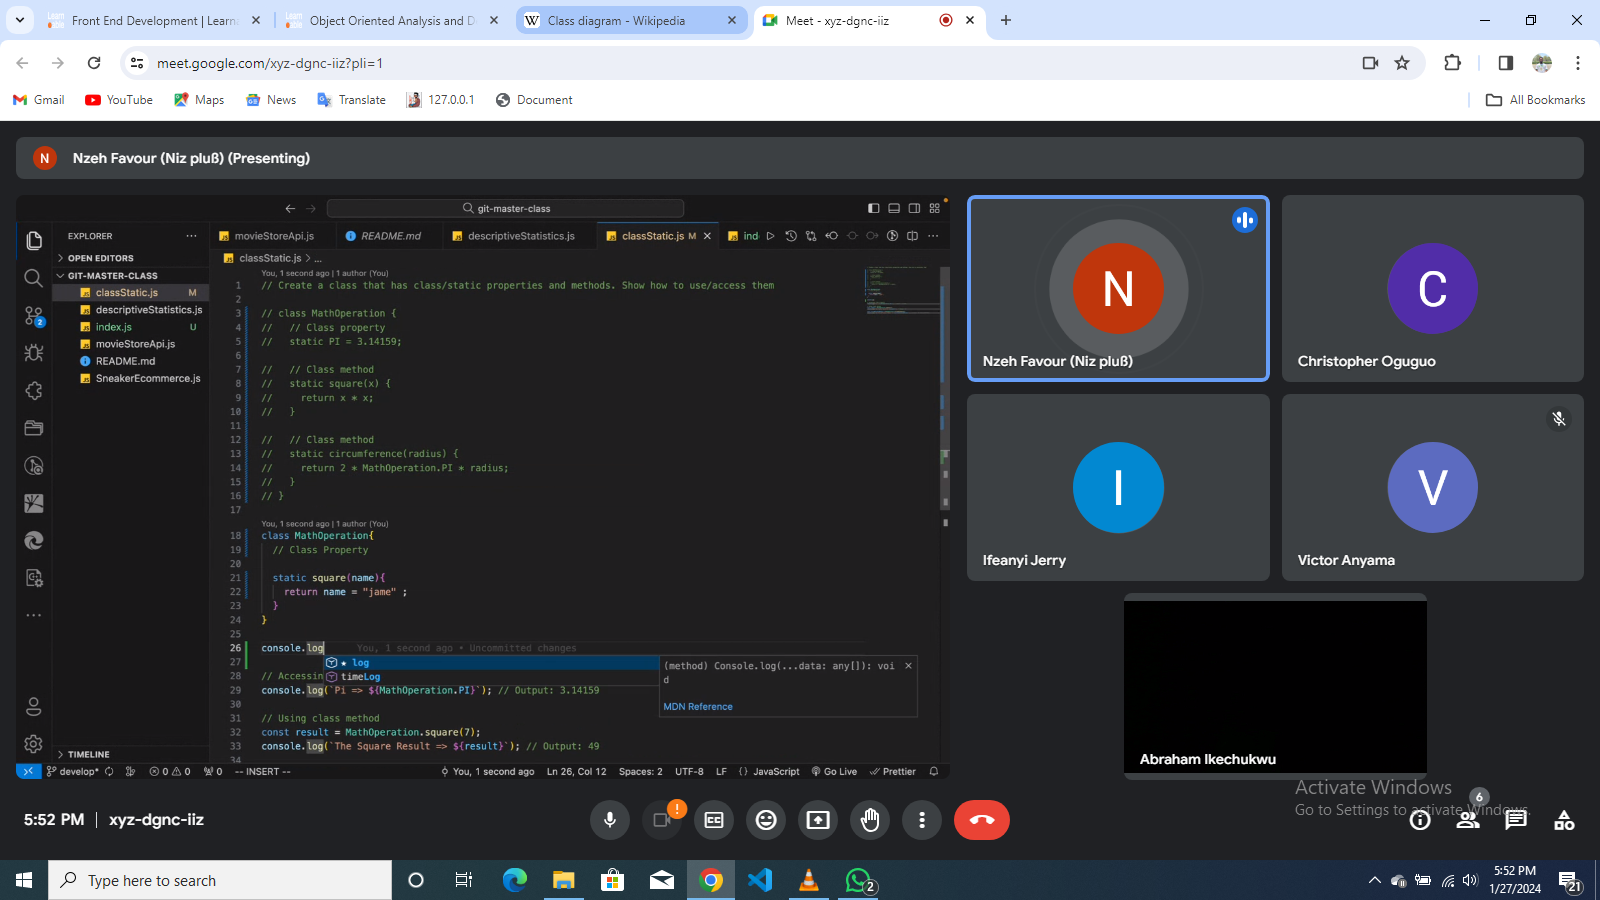 Front End Development | Learna
Object Oriented Analysis and De
W Class diagram - Wikipedia
Meet - xyz-dgnc-iiz
meet.google.com/xyz-dgnc-iiz?pli=1
Gmail YouTube Maps News Translate 127.0.0.1 Document All Bookmarks
N Nzeh Favour (Niz pluß) (Presenting)
git-master-class
EXPLORER
movieStoreApi.js README.md descriptiveStatistics.js classStatic.js M ind
OPEN EDITORS
GIT-MASTER-CLASS
classStatic.js M
descriptiveStatistics.js
index.js U
movieStoreApi.js
README.md
SneakerEcommerce.js
2
TIMELINE
classStatic.js > ...
You, 1 second ago | 1 author (You)
1 // Create a class that has class/static properties and methods. Show how to use/access them
2
3 // class MathOperation {
4 //   // Class property
5 //   static PI = 3.14159;
6
7 //   // Class method
8 //   static square(x) {
9 //     return x * x;
10 //   }
11
12 //   // Class method
13 //   static circumference(radius) {
14 //     return 2 * MathOperation.PI * radius;
15 //   }
16 // }
17
You, 1 second ago | 1 author (You)
18 class MathOperation{
19   // Class Property
20
21   static square(name){
22     return name = "jame" ;
23   }
24 }
25
26 console.log You, 1 second ago • Uncommitted changes
27
log
timeLog
(method) Console.log(...data: any[]): voi
d
MDN Reference
28 // Accessin
29 console.log(`Pi => ${MathOperation.PI}`); // Output: 3.14159
30
31 // Using class method
32 const result = MathOperation.square(7);
33 console.log(`The Square Result => ${result}`); // Output: 49
34
develop* 0 0 0 -- INSERT -- You, 1 second ago Ln 26, Col 12 Spaces: 2 UTF-8 LF {} JavaScript Go Live Prettier
N
Nzeh Favour (Niz pluß)
C
Christopher Oguguo
I
Ifeanyi Jerry
V
Victor Anyama
Abraham Ikechukwu
Activate Windows
Go to Settings to activate Windows.
5:52 PM | xyz-dgnc-iiz
!
6
Type here to search
2
5:52 PM
1/27/2024
21